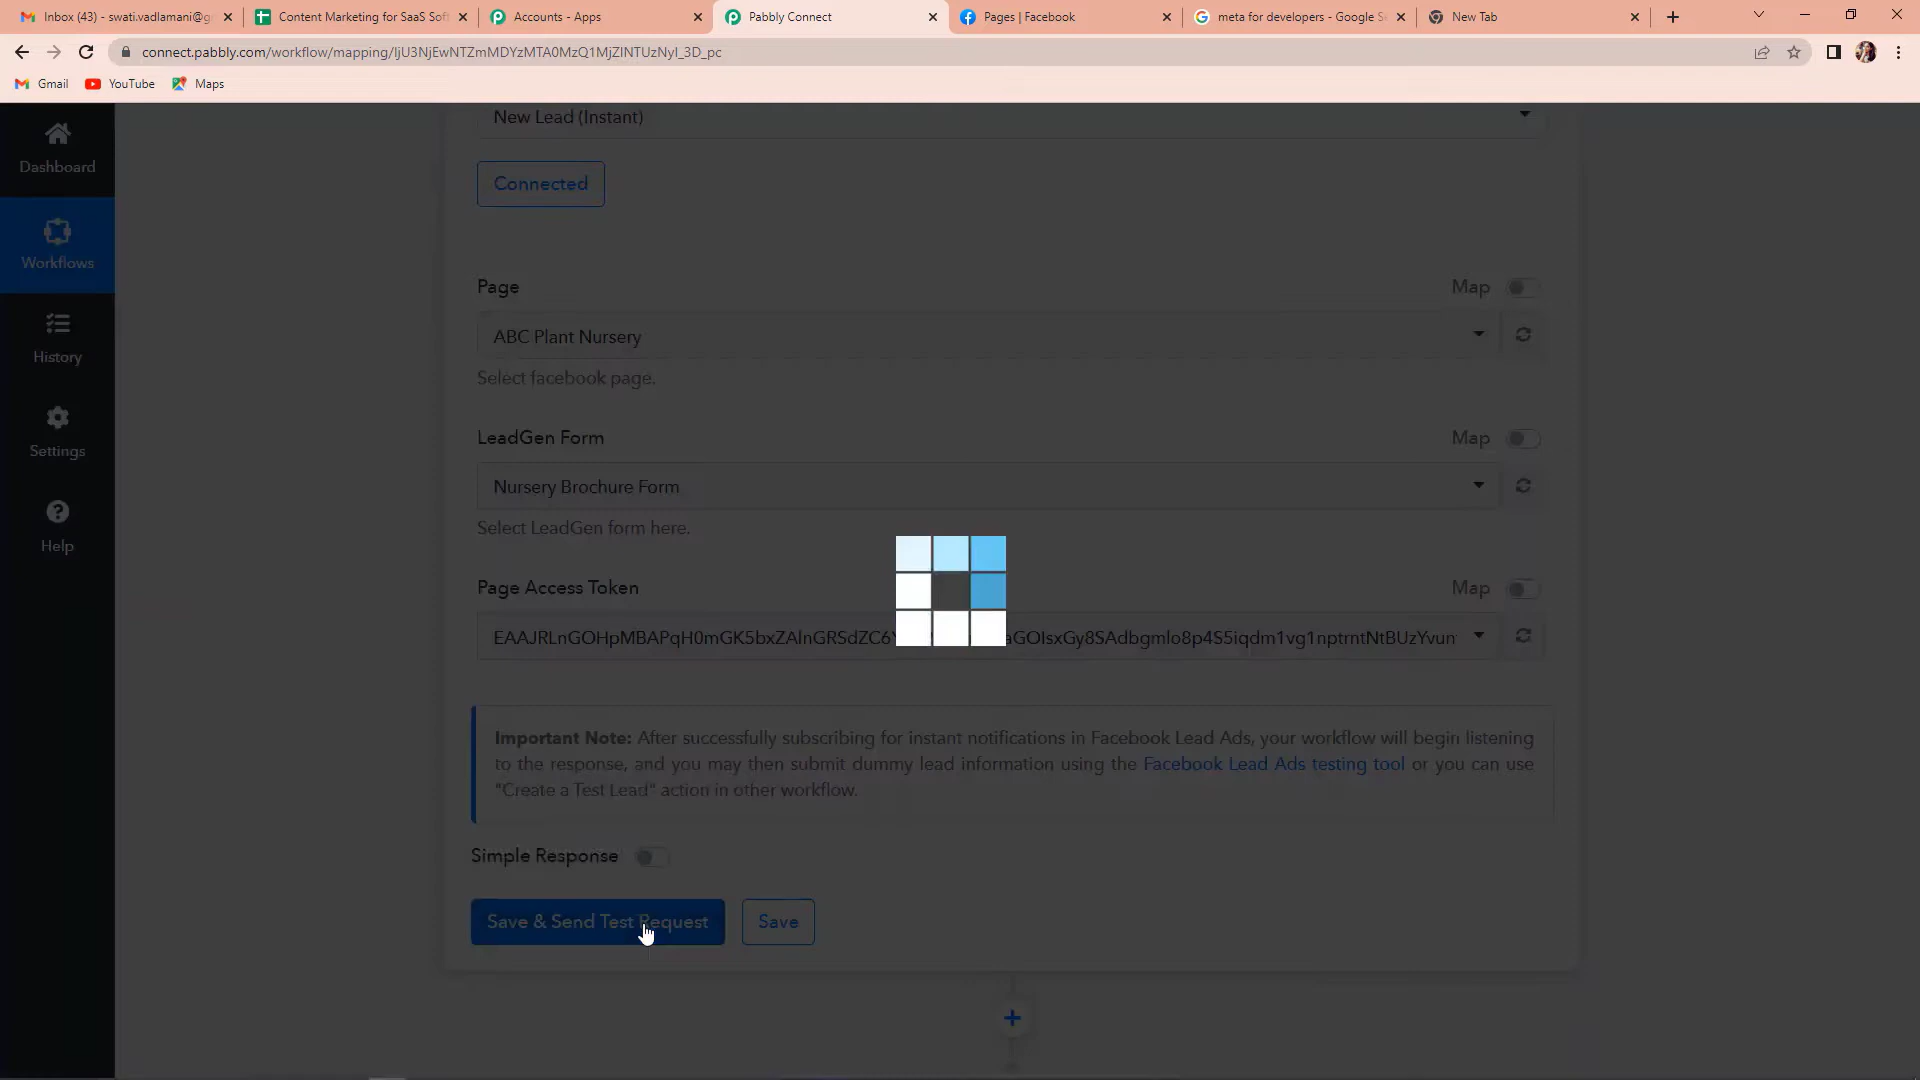 Inbox (43) - swati.vadlamani@g
Content Marketing for SaaS Soft
Accounts - Apps
Pabbly Connect
Pages | Facebook
meta for developers - Google Se
New Tab
connect.pabbly.com/workflow/mapping/IjU3NjEwNTZmMDYzMTA0MzQ1MjZlNTUzNyI_3D_pc
Gmail
YouTube
Maps
New Lead (Instant)
Dashboard
Connected
Workflows
Page
Map
ABC Plant Nursery
History
Select facebook page.
LeadGen Form
Map
Settings
Nursery Brochure Form
Select LeadGen form here.
Help
Page Access Token
Map
Important Note: After successfully subscribing for instant notifications in Facebook Lead Ads, your workflow will begin listening
to the response, and you may then submit dummy lead information using the Facebook Lead Ads testing tool or you can use
"Create a Test Lead" action in other workflow.
Simple Response
Save & Send Test Request
Save